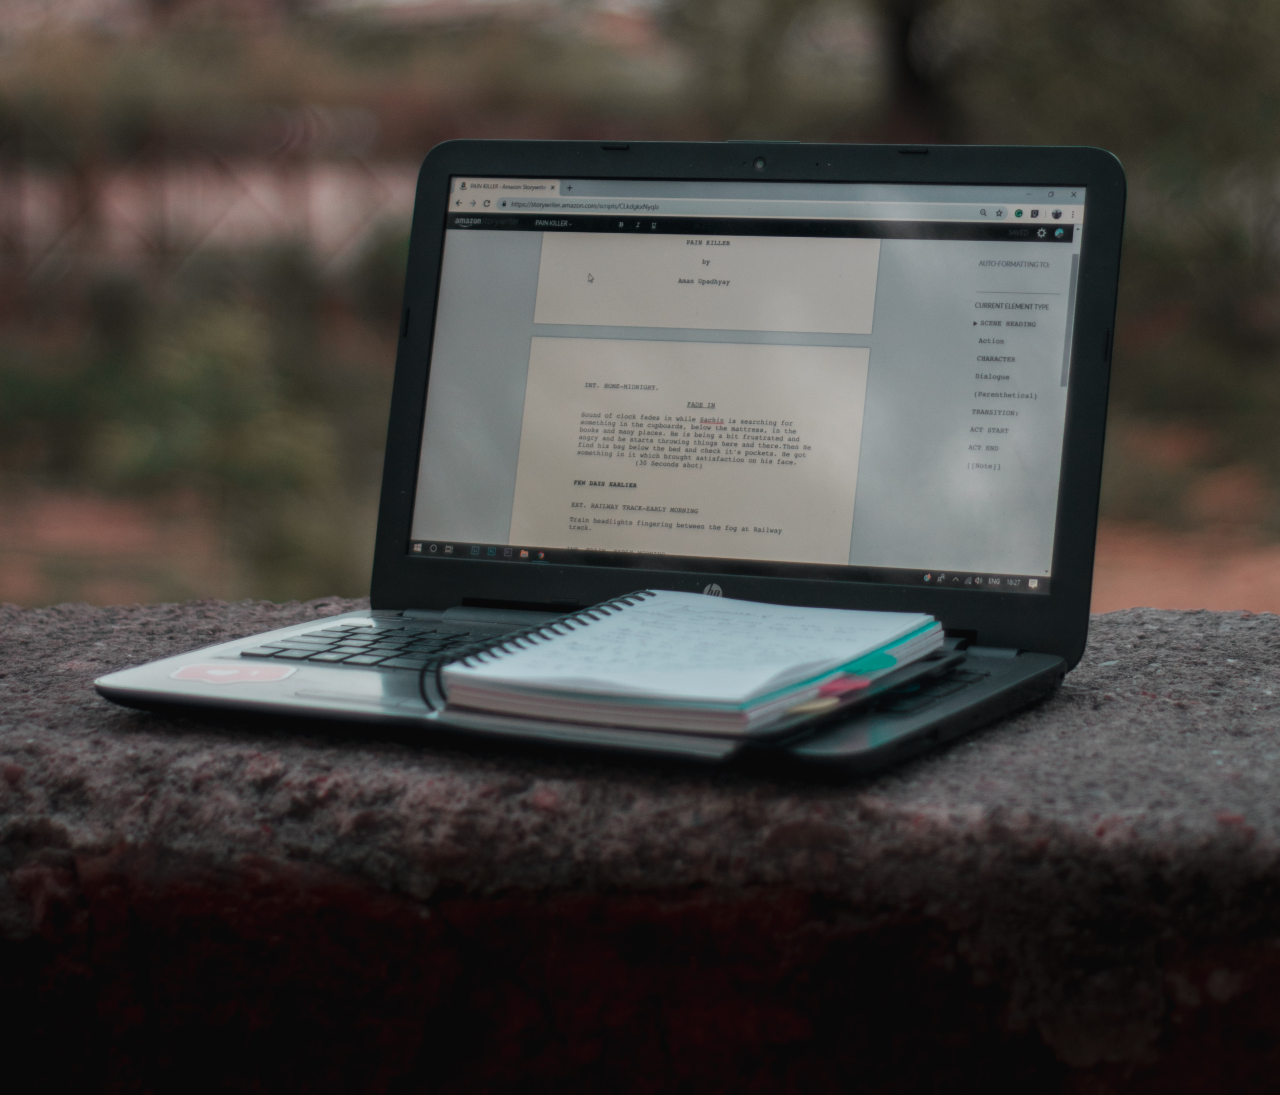 PAIN KILLER - Amazon Storywrite
https://storywriter.amazon.com/scripts/
amazon storywriter PAIN KILLER B I U SAVED
PAIN KILLER
by
Aman Upadhyay
AUTO-FORMATTING TO:
CURRENT ELEMENT TYPE
SCENE HEADING
Action
CHARACTER
Dialogue
(Parenthetical)
TRANSITION:
ACT START
ACT END
[[Note]]
INT. HOME-MIDNIGHT.
FADE IN
Sound of clock fades in while Sachin is searching for
something in the cupboards, below the mattress, in the
books and many places. He is being a bit frustrated and
angry and he starts throwing things here and there.Then he
find his bag below the bed and check it's pockets. He got
something in it which brought satisfaction on his face.
(30 Seconds shot)
FEW DAYS EARLIER
EXT. RAILWAY TRACK-EARLY MORNING
Train headlights fingering between the fog at Railway
track.
ENG 18:27
hp